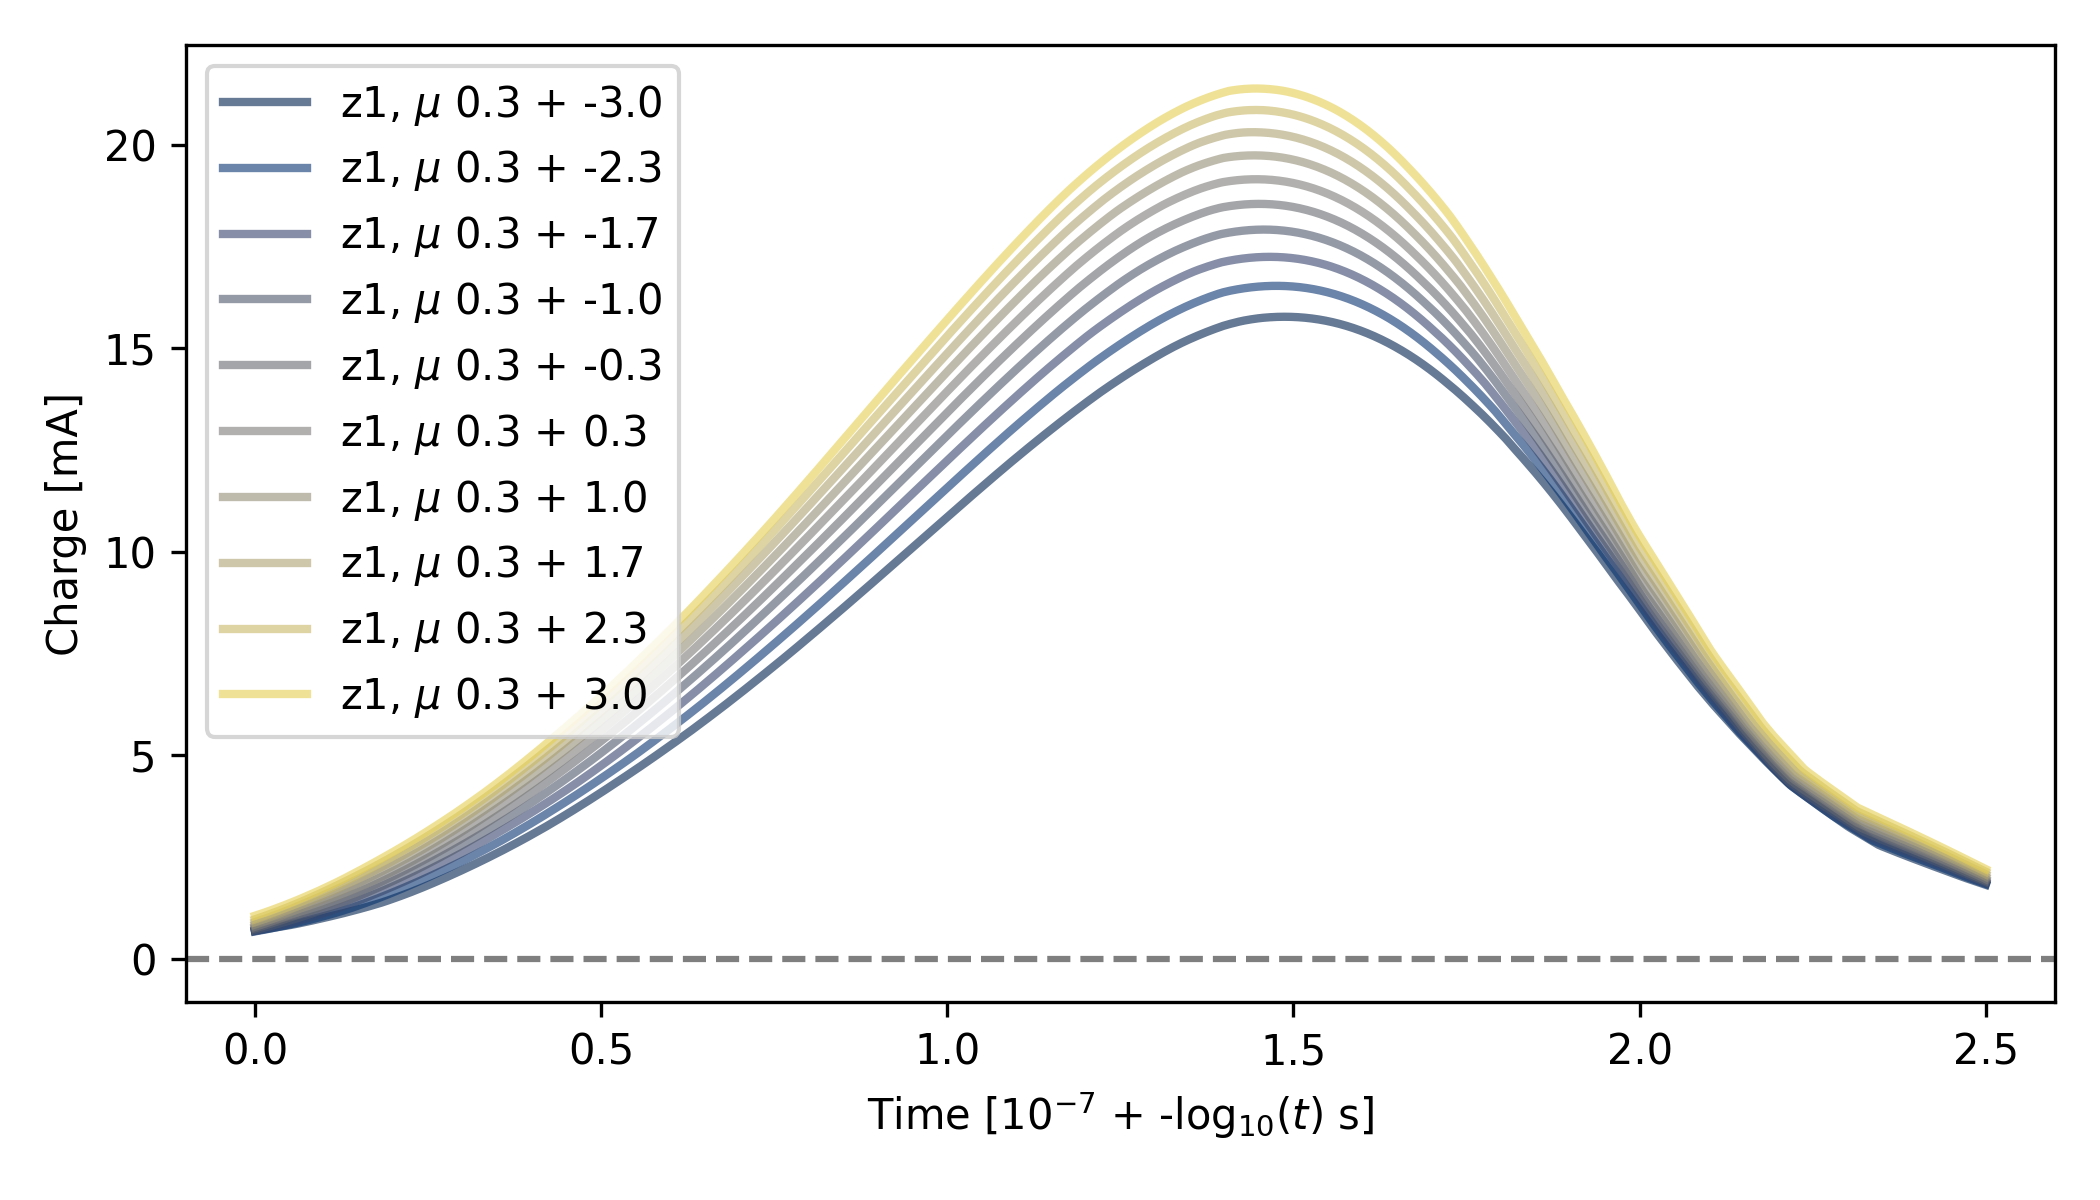 z1, μ 0.3 + -3.0
z1, μ 0.3 + -2.3
z1, μ 0.3 + -1.7
z1, μ 0.3 + -1.0
z1, μ 0.3 + -0.3
z1, μ 0.3 + 0.3
z1, μ 0.3 + 1.0
z1, μ 0.3 + 1.7
z1, μ 0.3 + 2.3
z1, μ 0.3 + 3.0
20
15
10
5
0
Charge [mA]
0.0 0.5 1.0 1.5 2.0 2.5
Time [10⁻⁷ + -log₁₀(t) s]